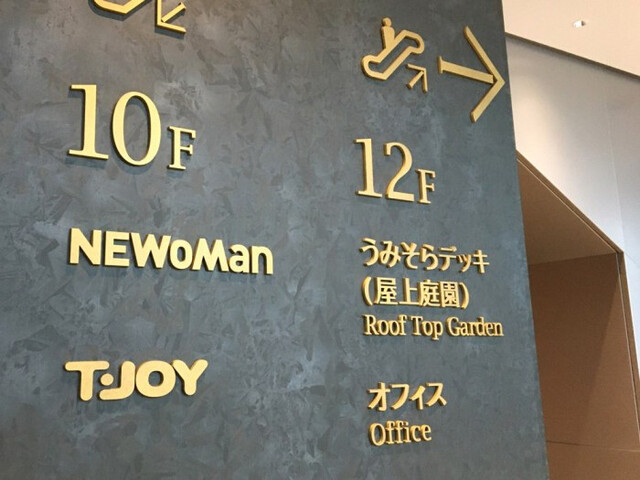 10F
NEWoMan
T·JOY
12F
うみそらデッキ
(屋上庭園)
Roof Top Garden
オフィス
Office